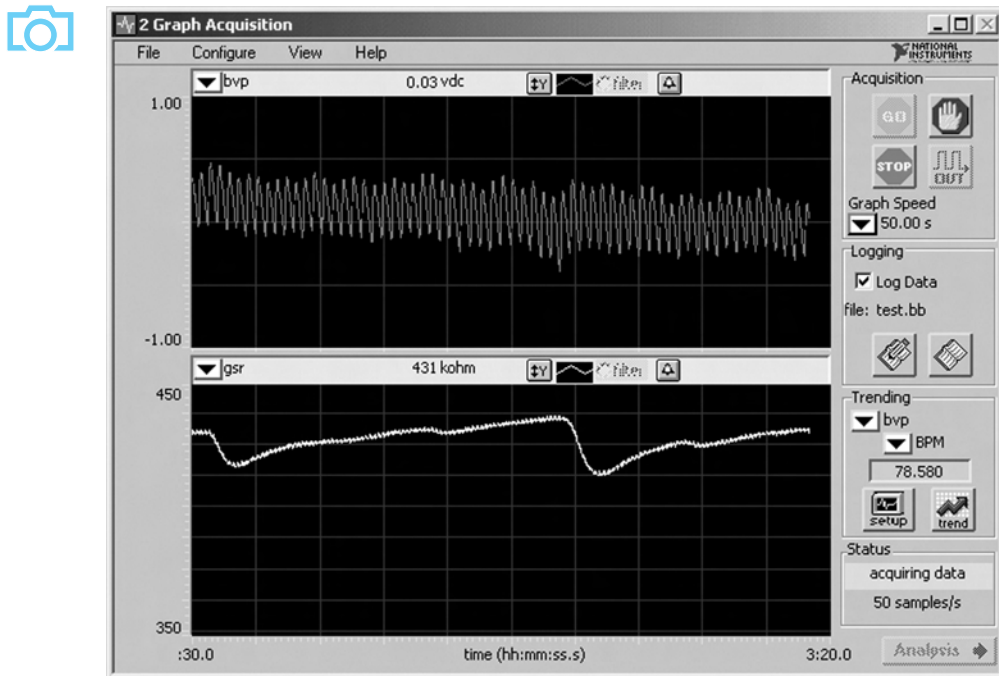 2 Graph Acquisition
File Configure View Help
NATIONAL INSTRUMENTS
bvp 0.03 vdc Y filter
1.00
-1.00
gsr 431 kohm Y filter
450
350
:30.0 time (hh:mm:ss.s) 3:20.0
Acquisition
GO
STOP
OUT
Graph Speed
50.00 s
Logging
Log Data
file: test.bb
Trending
bvp
BPM
78.580
setup trend
Status
acquiring data
50 samples/s
Analysis